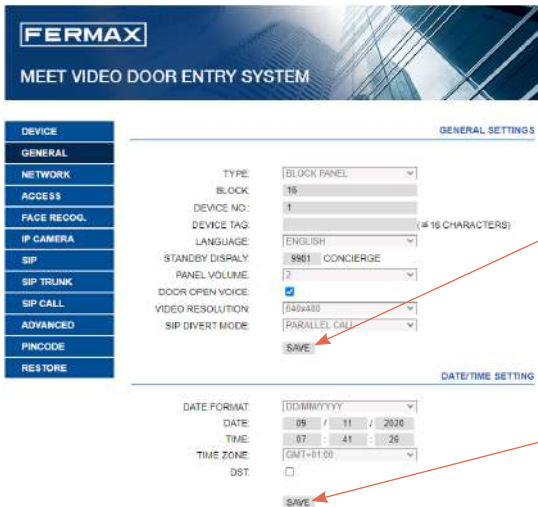 FERMAX
MEET VIDEO DOOR ENTRY SYSTEM
DEVICE
GENERAL
NETWORK
ACCESS
FACE RECOG.
IP CAMERA
SIP
SIP TRUNK
SIP CALL
ADVANCED
PINCODE
RESTORE
GENERAL SETTINGS
TYPE: BLOCK PANEL
BLOCK: 16
DEVICE NO.: 1
DEVICE TAG: (≤16 CHARACTERS)
LANGUAGE: ENGLISH
STANDBY DISPALY: 9901 CONCIERGE
PANEL VOLUME: 2
DOOR OPEN VOICE:
VIDEO RESOLUTION: 640x480
SIP DIVERT MODE: PARALLEL CALL
SAVE
DATE/TIME SETTING
DATE FORMAT: DD/MM/YYYY
DATE: 09 / 11 / 2020
TIME: 07 : 41 : 26
TIME ZONE: GMT+01:00
DST:
SAVE